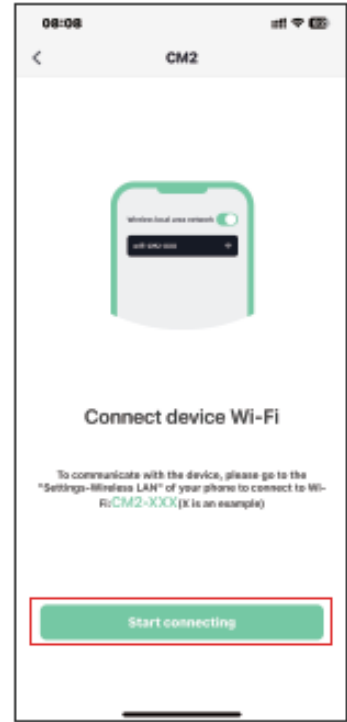 08:08
CM2
Wireless local area network
Connect device Wi-Fi
To communicate with the device, please go to the
"Settings-Wireless LAN" of your phone to connect to Wi-
Fi:CM2-XXX(X is an example)
Start connecting